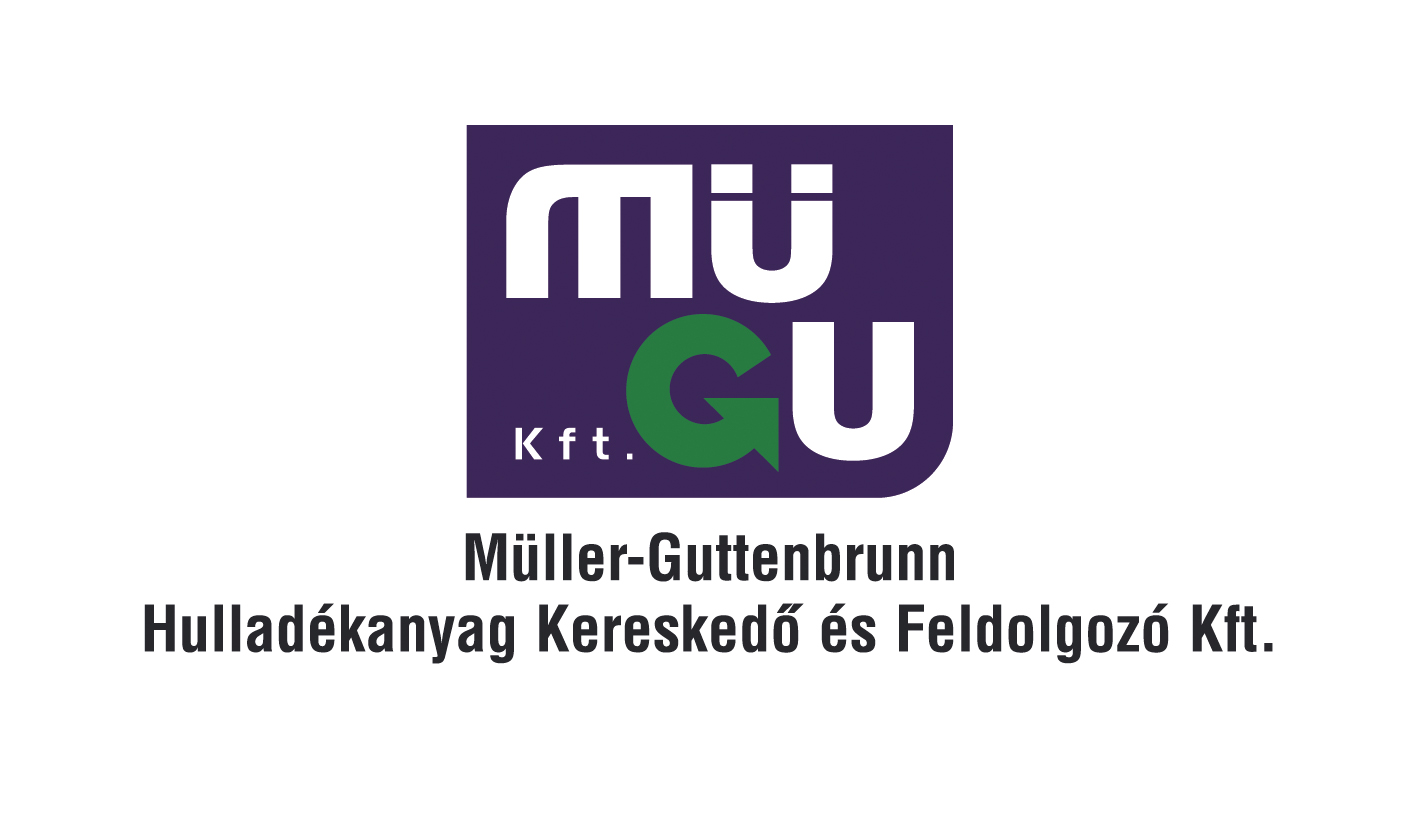 MÜ
GU
Kft.
Müller-Guttenbrunn
Hulladékanyag Kereskedő és Feldolgozó Kft.